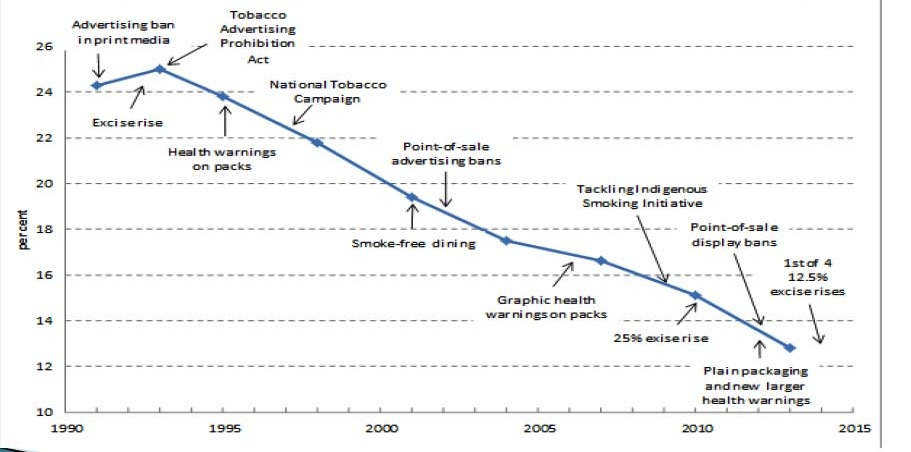 Advertising ban
in print media
Tobacco
Advertising
Prohibition
Act
26
24
22
20
18
16
14
12
10
per cent
Excise rise
National Tobacco
Campaign
Health warnings
on packs
Point-of-sale
advertising bans
Smoke-free dining
Tackling Indigenous
Smoking Initiative
Point-of-sale
display bans
1st of 4
12.5%
excise rises
Graphic health
warnings on packs
25% exise rise
Plain packaging
and new larger
health warnings
1990
1995
2000
2005
2010
2015